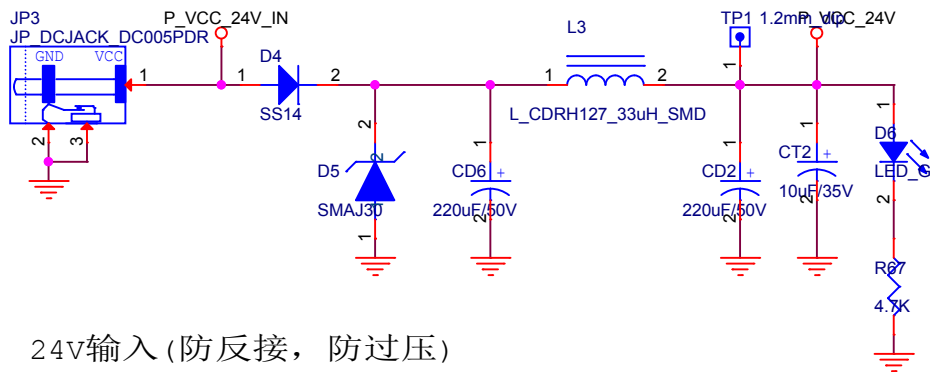 JP3
JP_DCJACK_DC005PDR
GND
VCC
1
2
3
P_VCC_24V_IN
D4
1
2
SS14
2
D5
2
SMAJ30
1
1
CD6
+
220uF/50V
2
L3
1
2
L_CDRH127_33uH_SMD
TP1 1.2mm_dip
1
P_VCC_24V
1
CD2
+
220uF/50V
2
1
CT2
+
10uF/35V
2
1
D6
LED_G
2
R67
4.7K
24V输入(防反接，防过压)